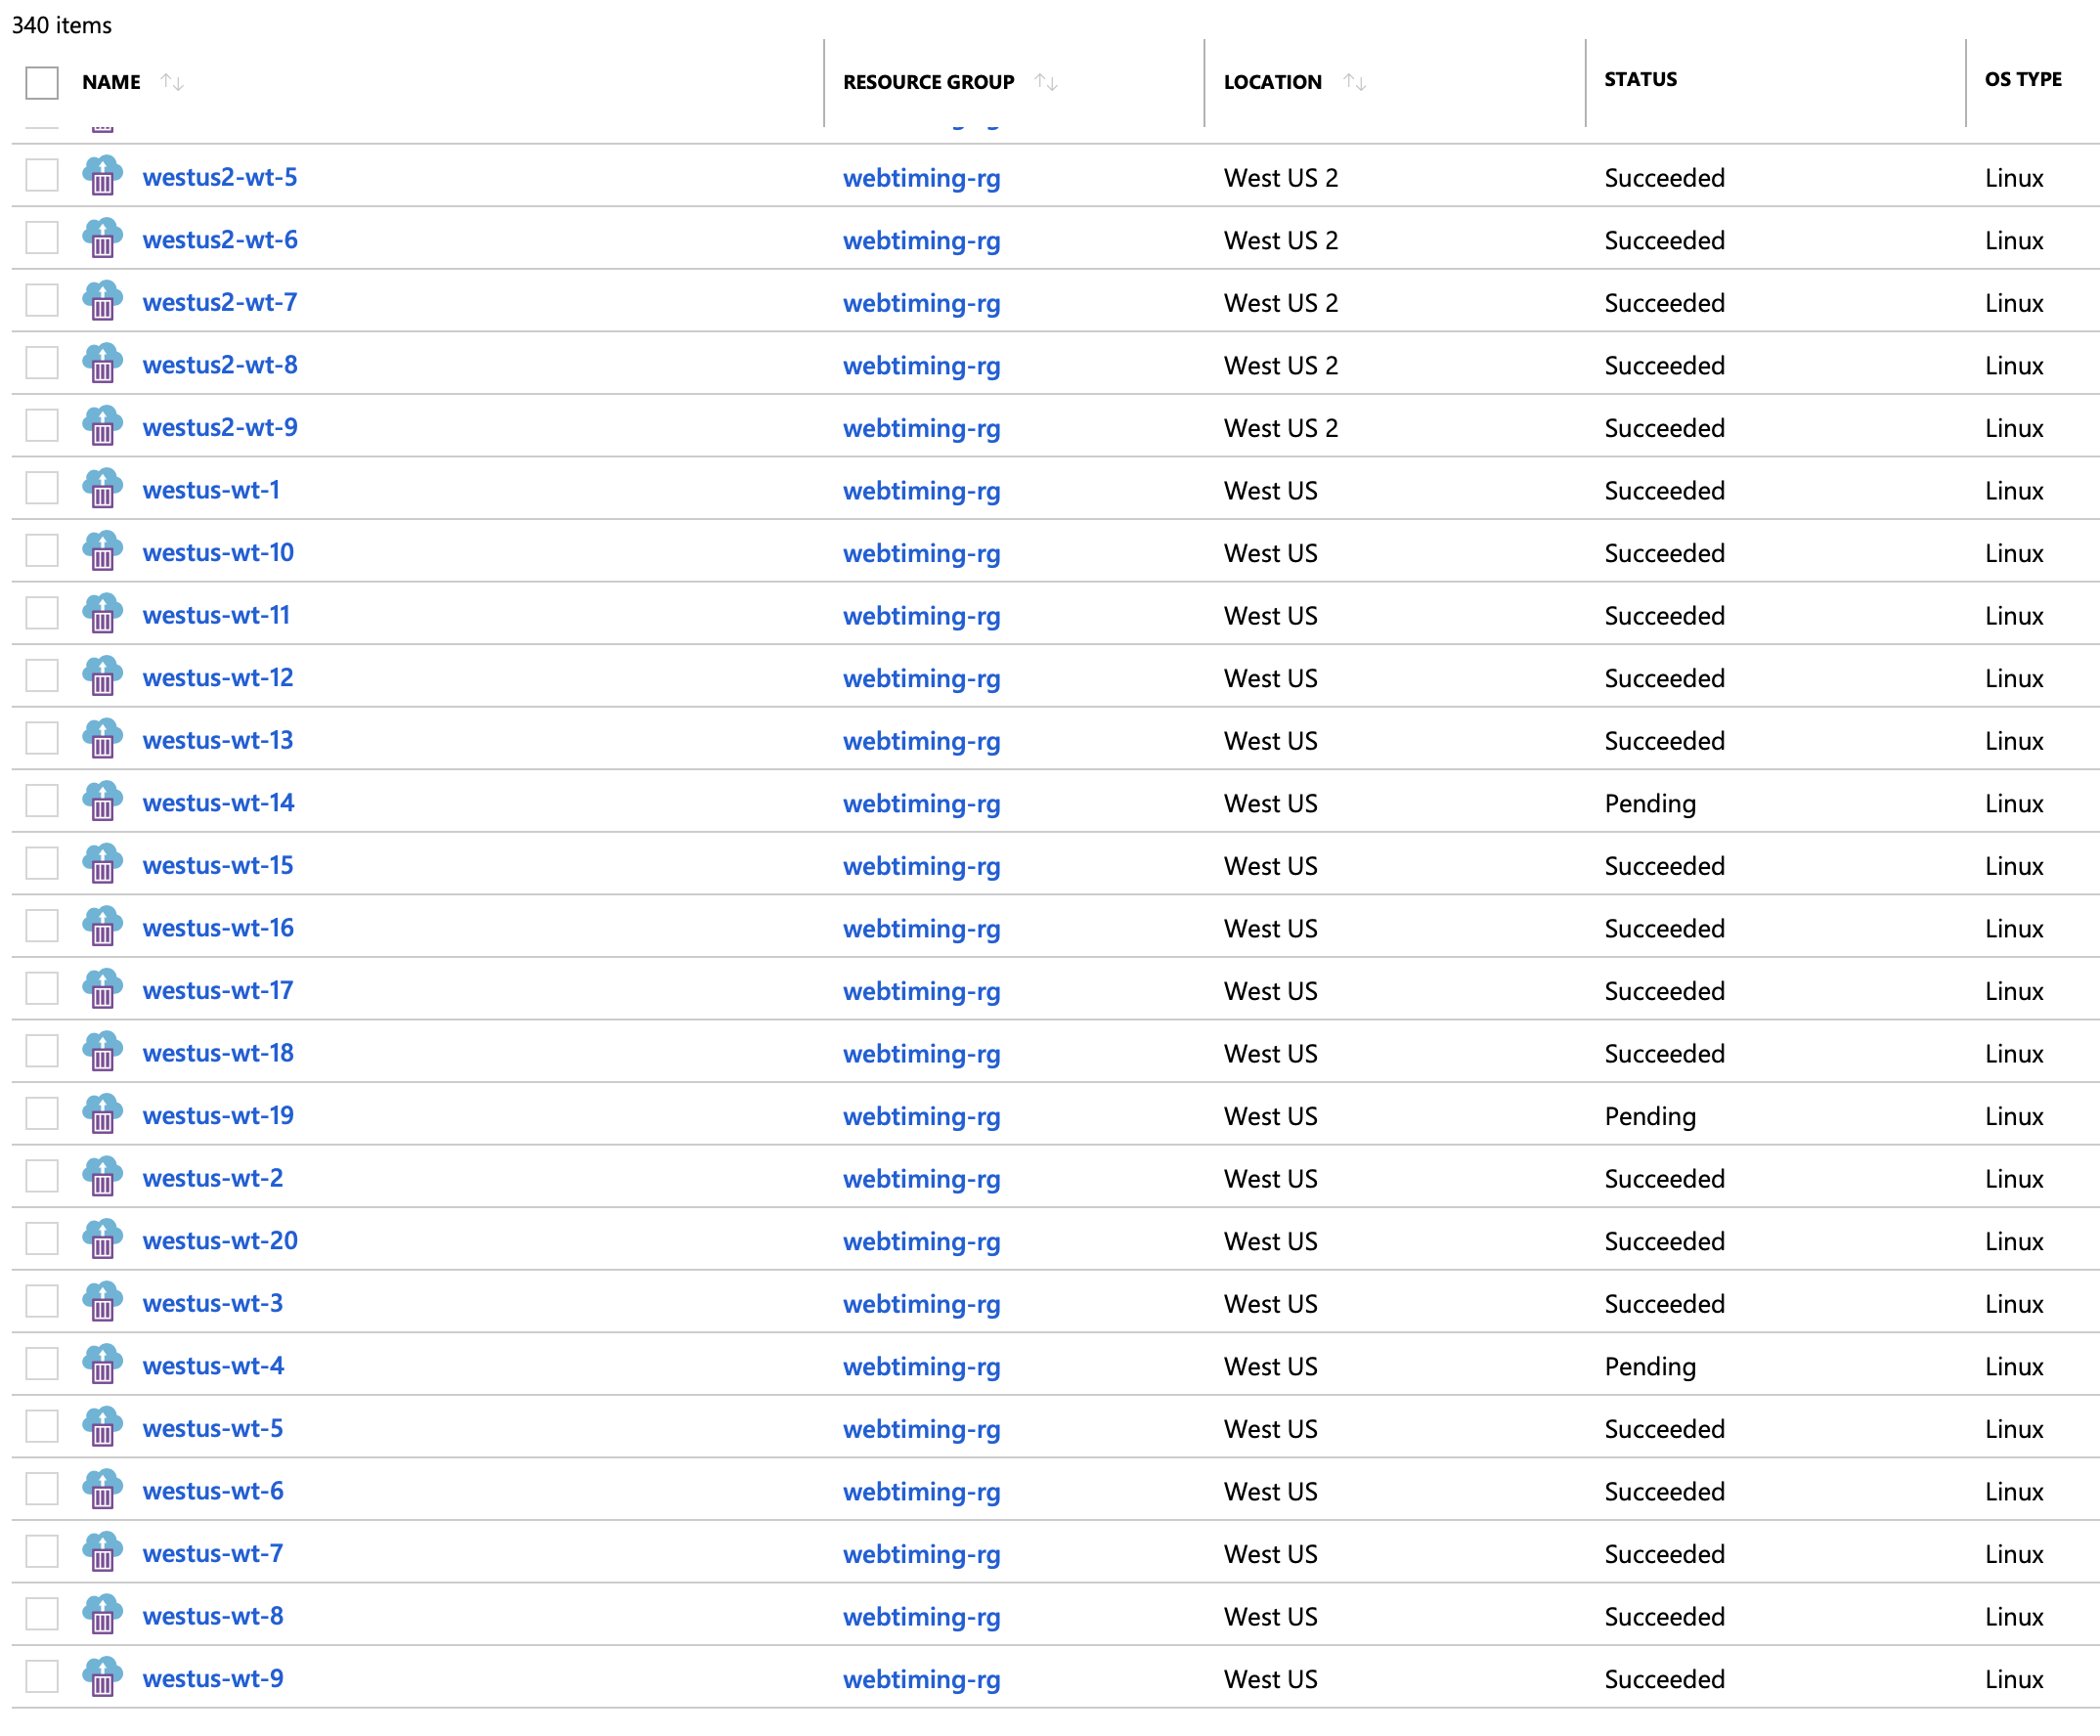 340 items
NAME RESOURCE GROUP LOCATION STATUS OS TYPE
westus2-wt-5 webtiming-rg West US 2 Succeeded Linux
westus2-wt-6 webtiming-rg West US 2 Succeeded Linux
westus2-wt-7 webtiming-rg West US 2 Succeeded Linux
westus2-wt-8 webtiming-rg West US 2 Succeeded Linux
westus2-wt-9 webtiming-rg West US 2 Succeeded Linux
westus-wt-1 webtiming-rg West US Succeeded Linux
westus-wt-10 webtiming-rg West US Succeeded Linux
westus-wt-11 webtiming-rg West US Succeeded Linux
westus-wt-12 webtiming-rg West US Succeeded Linux
westus-wt-13 webtiming-rg West US Succeeded Linux
westus-wt-14 webtiming-rg West US Pending Linux
westus-wt-15 webtiming-rg West US Succeeded Linux
westus-wt-16 webtiming-rg West US Succeeded Linux
westus-wt-17 webtiming-rg West US Succeeded Linux
westus-wt-18 webtiming-rg West US Succeeded Linux
westus-wt-19 webtiming-rg West US Pending Linux
westus-wt-2 webtiming-rg West US Succeeded Linux
westus-wt-20 webtiming-rg West US Succeeded Linux
westus-wt-3 webtiming-rg West US Succeeded Linux
westus-wt-4 webtiming-rg West US Pending Linux
westus-wt-5 webtiming-rg West US Succeeded Linux
westus-wt-6 webtiming-rg West US Succeeded Linux
westus-wt-7 webtiming-rg West US Succeeded Linux
westus-wt-8 webtiming-rg West US Succeeded Linux
westus-wt-9 webtiming-rg West US Succeeded Linux